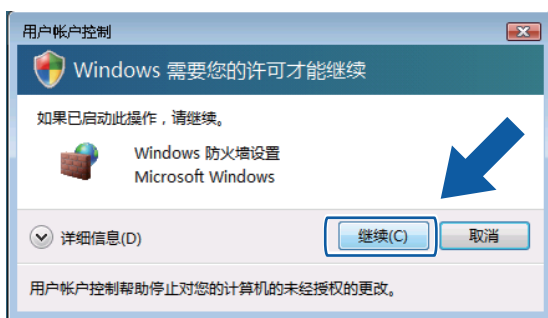 用户帐户控制
Windows 需要您的许可才能继续
如果已启动此操作，请继续。
Windows 防火墙设置
Microsoft Windows
详细信息(D)
继续(C)
取消
用户帐户控制帮助停止对您的计算机的未经授权的更改。